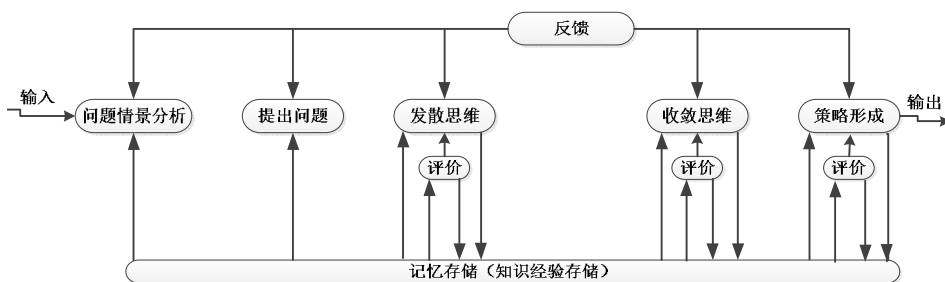 反馈
输入
问题情景分析
提出问题
发散思维
收敛思维
策略形成
输出
评价
评价
评价
记忆存储（知识经验存储）